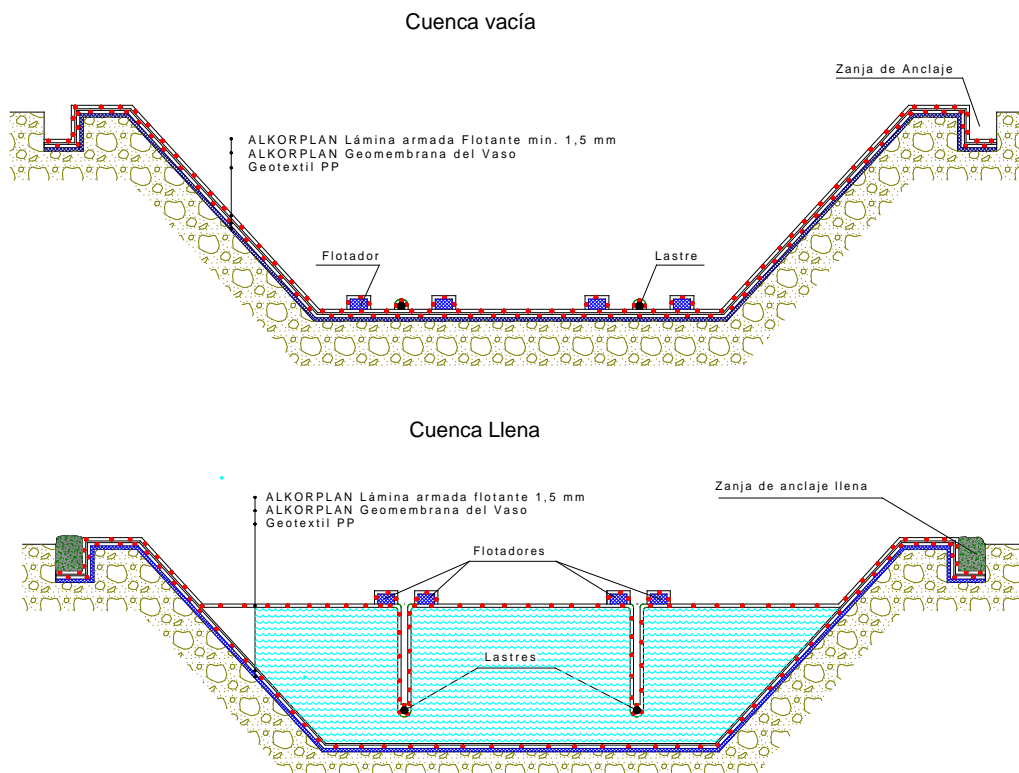 Cuenca vacía
Zanja de Anclaje
ALKORPLAN Lámina armada Flotante min. 1,5 mm
ALKORPLAN Geomembrana del Vaso
Geotextil PP
Flotador
Lastre
Cuenca Llena
Zanja de anclaje llena
ALKORPLAN Lámina armada flotante 1,5 mm
ALKORPLAN Geomembrana del Vaso
Geotextil PP
Flotadores
Lastres